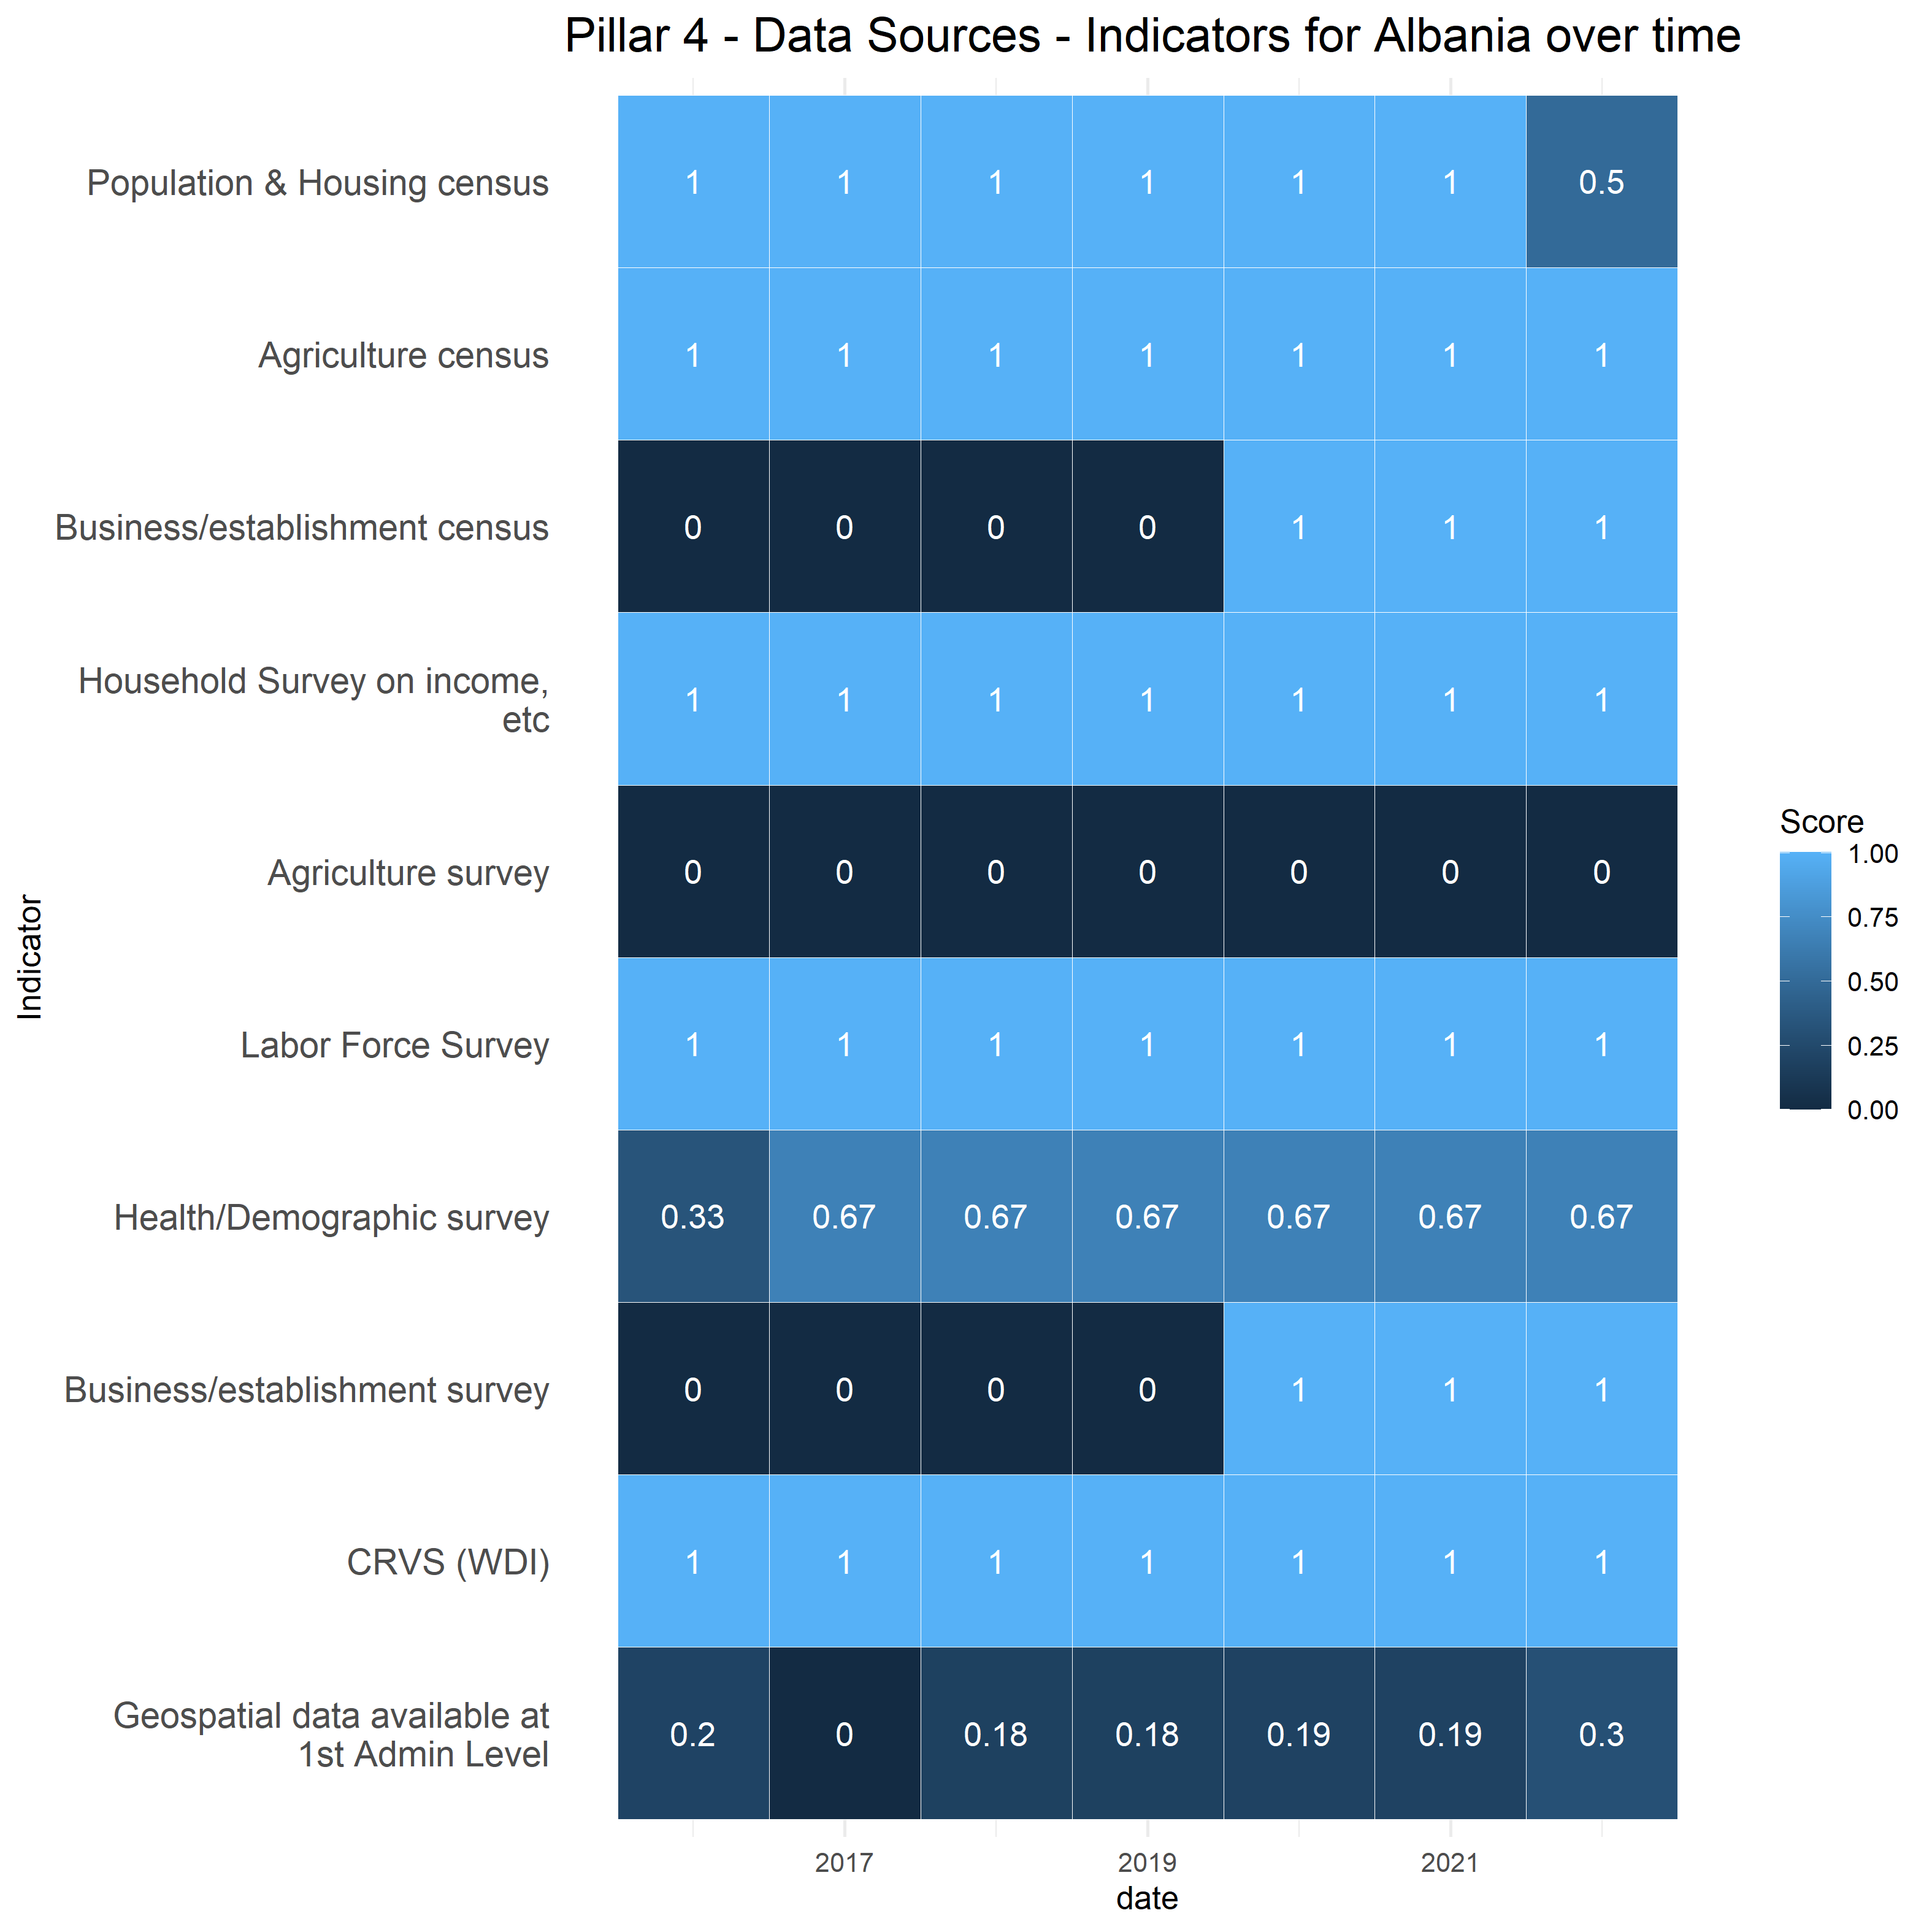 Pillar 4 - Data Sources - Indicators for Albania over time
Population & Housing census
1 1 1 1 1 1 0.5
Agriculture census
1 1 1 1 1 1 1
Business/establishment census
0 0 0 0 1 1 1
Household Survey on income,
etc
1 1 1 1 1 1 1
Agriculture survey
0 0 0 0 0 0 0
Labor Force Survey
1 1 1 1 1 1 1
Health/Demographic survey
0.33 0.67 0.67 0.67 0.67 0.67 0.67
Business/establishment survey
0 0 0 0 1 1 1
CRVS (WDI)
1 1 1 1 1 1 1
Geospatial data available at
1st Admin Level
0.2 0 0.18 0.18 0.19 0.19 0.3
Indicator
2017 2019 2021
date
Score
1.00
0.75
0.50
0.25
0.00